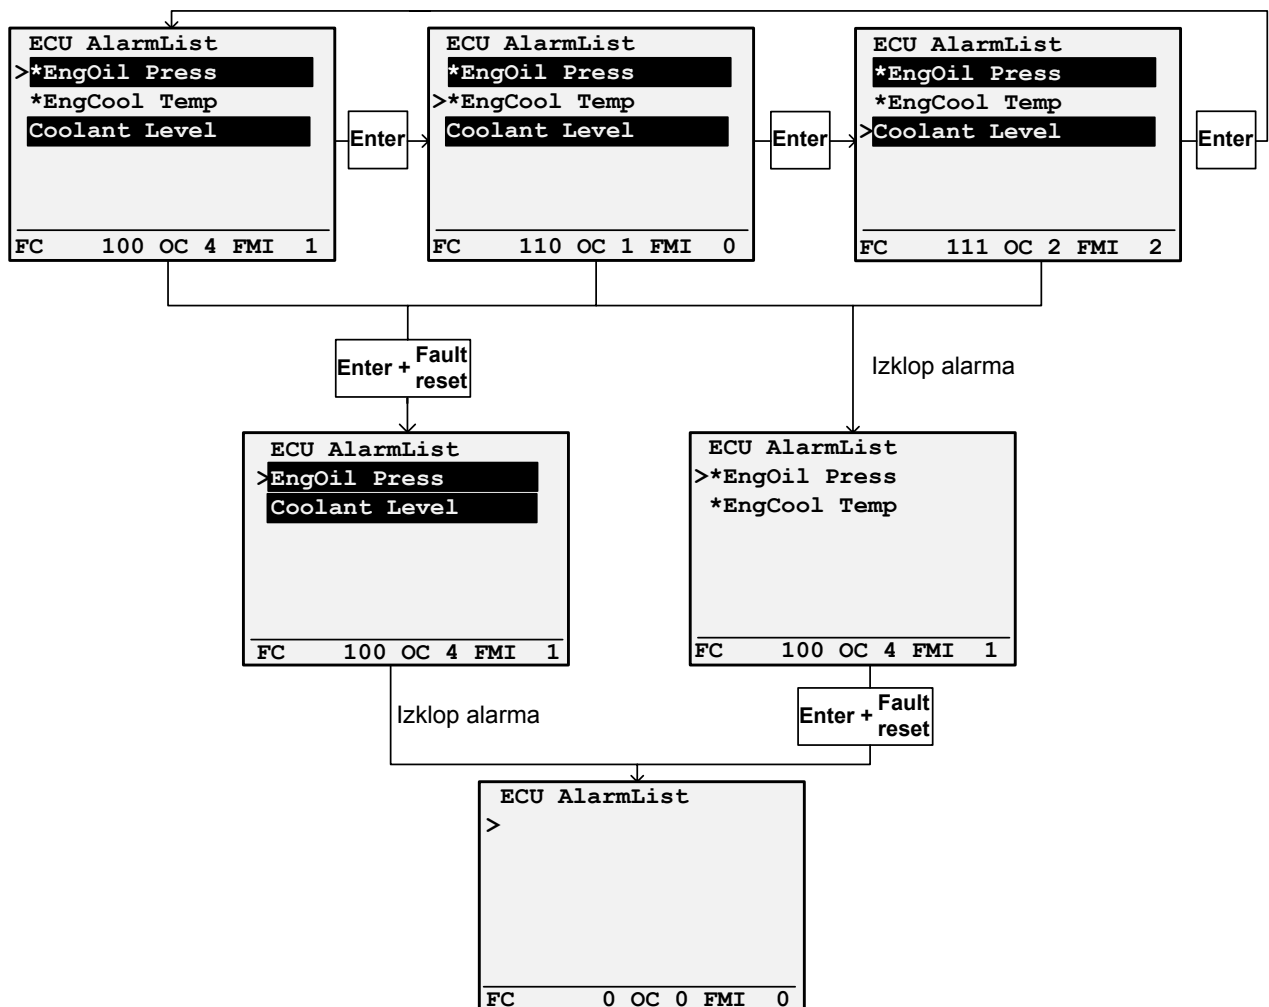 ECU AlarmList
>*EngOil Press
*EngCool Temp
Coolant Level
FC 100 OC 4 FMI 1
Enter
ECU AlarmList
*EngOil Press
>*EngCool Temp
Coolant Level
FC 110 OC 1 FMI 0
Enter
ECU AlarmList
*EngOil Press
*EngCool Temp
>Coolant Level
FC 111 OC 2 FMI 2
Enter
Enter + Fault reset
Izklop alarma
ECU AlarmList
>EngOil Press
Coolant Level
FC 100 OC 4 FMI 1
ECU AlarmList
>*EngOil Press
*EngCool Temp
FC 100 OC 4 FMI 1
Izklop alarma
Enter + Fault reset
ECU AlarmList
>
FC 0 OC 0 FMI 0